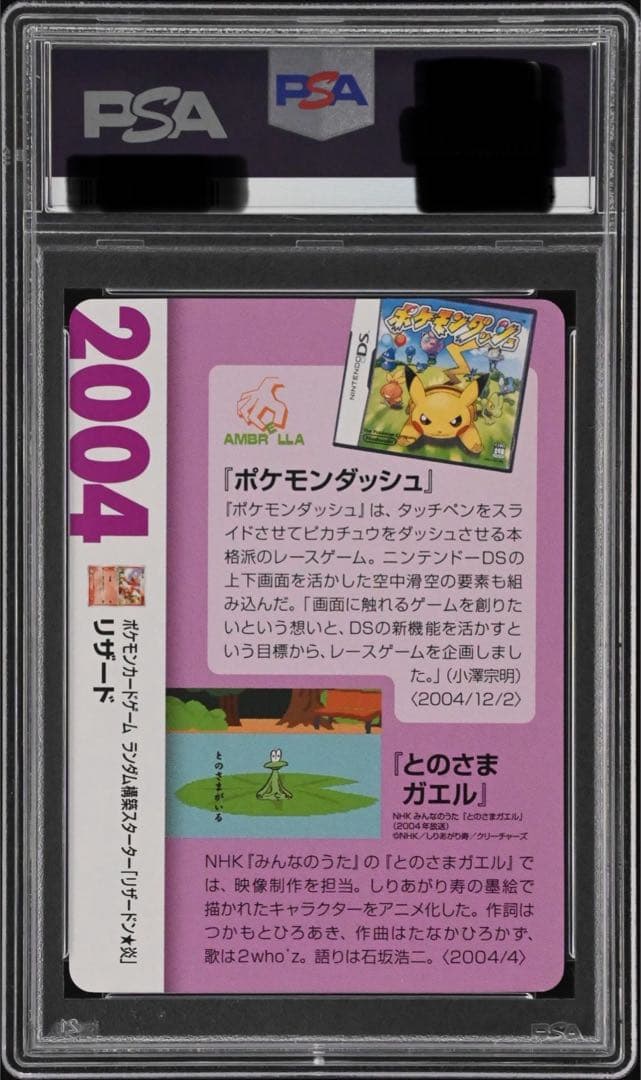 PSA
PSA
2004
ポケモンカードゲーム ランダム構築スターター「リザードン★炎」
リザード
NINTENDO DS
ポケモンダッシュ
Nintendo
AMBRELLA
『ポケモンダッシュ』
『ポケモンダッシュ』は、タッチペンをスラ
イドさせてピカチュウをダッシュさせる本
格派のレースゲーム。ニンテンドーDSの
上下画面を活かした空中滑空の要素も組
み込んだ。「画面に触れるゲームを創りた
いという想いと、DSの新機能を活かすと
いう目標から、レースゲームを企画しまし
た。」(小澤宗明)
〈2004/12/2〉
とのさまがいる
『とのさま
ガエル』
NHK みんなのうた「とのさまガエル」
(2004年放送)
©NHK/しりあがり寿/クリーチャーズ
NHK『みんなのうた』の『とのさまガエル』で
は、映像制作を担当。しりあがり寿の墨絵で
描かれたキャラクターをアニメ化した。作詞は
つかもとひろあき、作曲はたなかひろかず、
歌は2who'z。語りは石坂浩二。〈2004/4〉
PSA